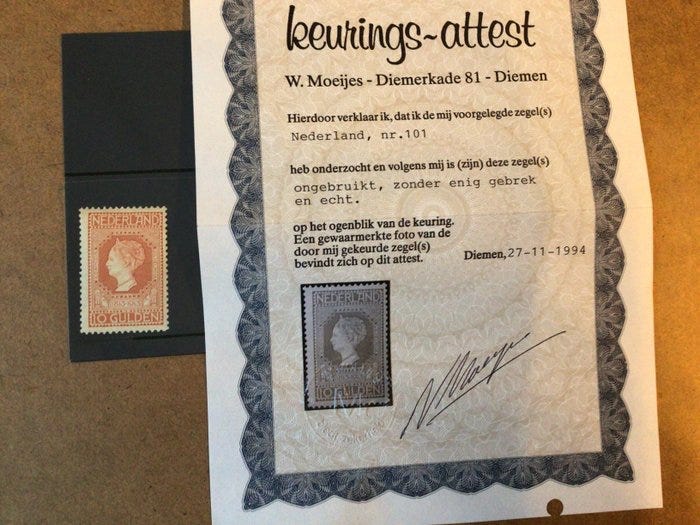 keurings~attest
W. Moeijes - Diemerkade 81 - Diemen
Hierdoor verklaar ik, dat ik de mij voorgelegde zegel(s)
Nederland, nr.101
heb onderzocht en volgens mij is (zijn) deze zegel(s)
ongebruikt, zonder enig gebrek
en echt.
op het ogenblik van de keuring.
Een gewaarmerkte foto van de
door mij gekeurde zegel(s)
bevindt zich op dit attest.
Diemen, 27-11-1994
NEDERLAND
10 GULDEN
NEDERLAND
10 GULDEN